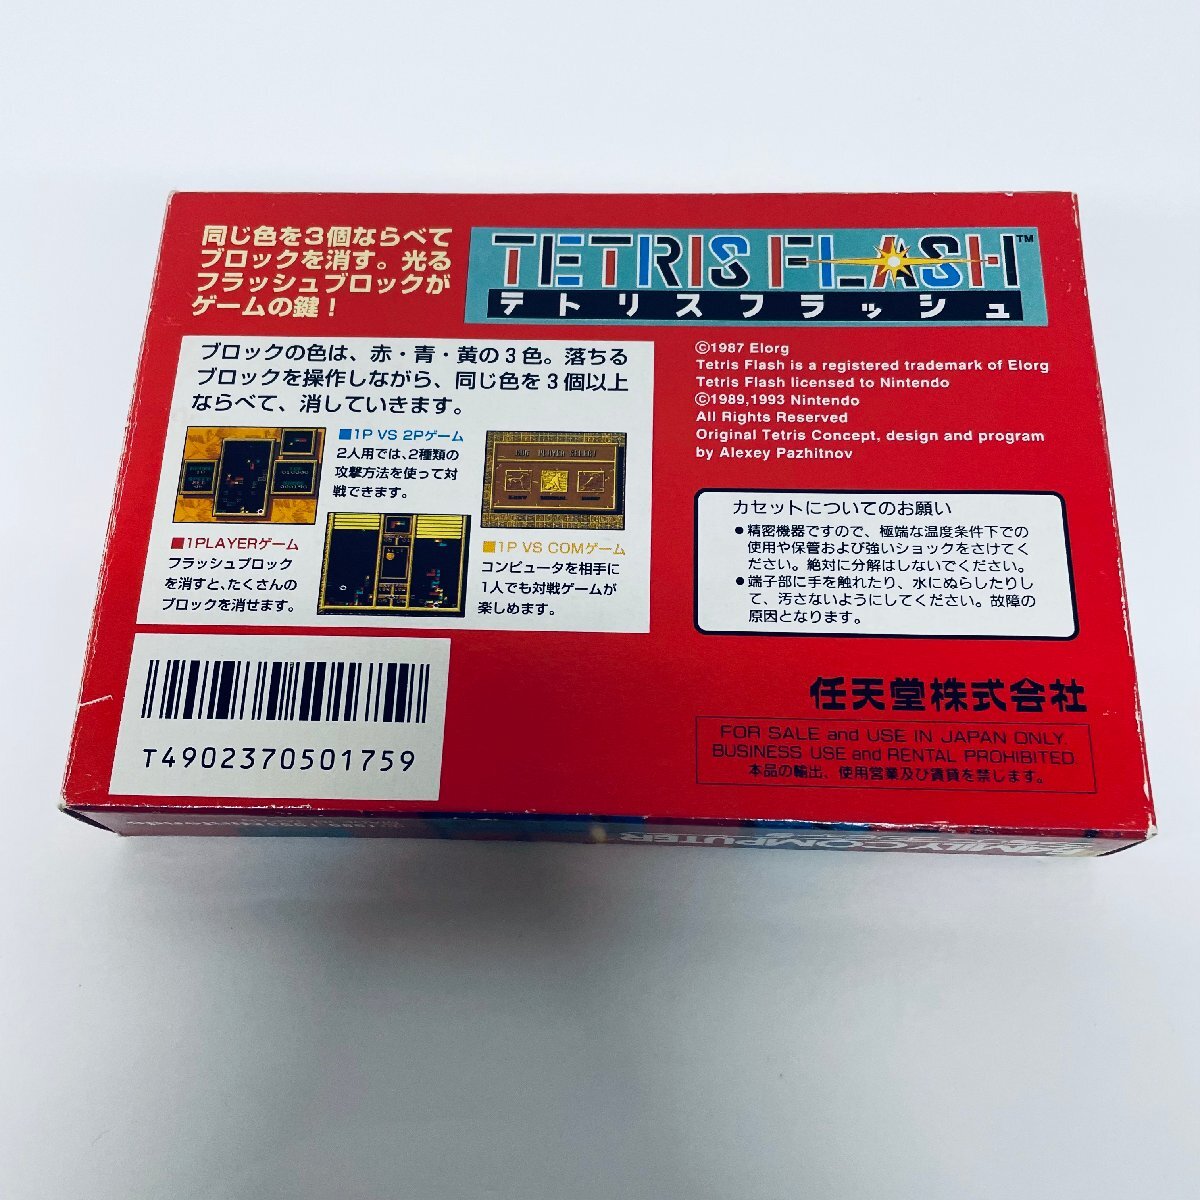 同じ色を3個ならべて
ブロックを消す。光る
フラッシュブロックが
ゲームの鍵！
TETRIS FLASH™
テトリスフラッシュ
ブロックの色は、赤・青・黄の3色。落ちる
ブロックを操作しながら、同じ色を3個以上
ならべて、消していきます。
■1P VS 2Pゲーム
2人用では、2種類の
攻撃方法を使って対
戦できます。
■1PLAYERゲーム
フラッシュブロック
を消すと、たくさんの
ブロックを消せます。
PLAYER SELECT
■1P VS COMゲーム
コンピュータを相手に
1人でも対戦ゲームが
楽しめます。
©1987 Elorg
Tetris Flash is a registered trademark of Elorg
Tetris Flash licensed to Nintendo
©1989,1993 Nintendo
All Rights Reserved
Original Tetris Concept, design and program
by Alexey Pazhitnov
カセットについてのお願い
●精密機器ですので、極端な温度条件下での
使用や保管および強いショックをさけてく
ださい。絶対に分解はしないでください。
●端子部に手を触れたり、水にぬらしたりし
て、汚さないようにしてください。故障の
原因となります。
T4902370501759
任天堂株式会社
FOR SALE and USE IN JAPAN ONLY.
BUSINESS USE and RENTAL PROHIBITED
本品の輸出、使用営業及び賃貸を禁じます。
FAMILY COMPUTER